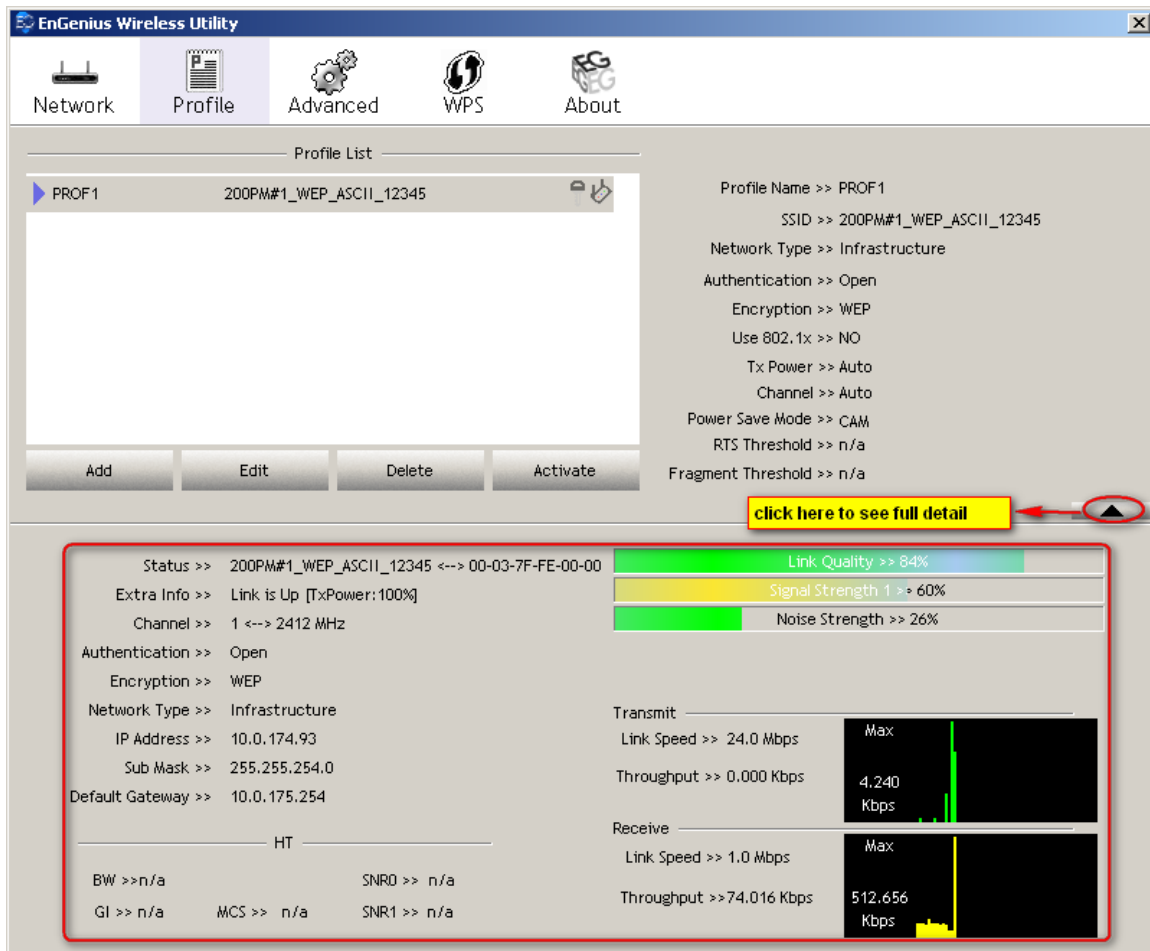 EnGenius Wireless Utility
Network
Profile
Advanced
WPS
About
Profile List
PROF1 200PM#1_WEP_ASCII_12345
Add
Edit
Delete
Activate
Profile Name >> PROF1
SSID >> 200PM#1_WEP_ASCII_12345
Network Type >> Infrastructure
Authentication >> Open
Encryption >> WEP
Use 802.1x >> NO
Tx Power >> Auto
Channel >> Auto
Power Save Mode >> CAM
RTS Threshold >> n/a
Fragment Threshold >> n/a
click here to see full detail
Status >> 200PM#1_WEP_ASCII_12345 <--> 00-03-7F-FE-00-00
Extra Info >> Link is Up [TxPower:100%]
Channel >> 1 <--> 2412 MHz
Authentication >> Open
Encryption >> WEP
Network Type >> Infrastructure
IP Address >> 10.0.174.93
Sub Mask >> 255.255.254.0
Default Gateway >> 10.0.175.254
HT
BW >>n/a SNR0 >> n/a
GI >> n/a MCS >> n/a SNR1 >> n/a
Link Quality >> 84%
Signal Strength 1 >> 60%
Noise Strength >> 26%
Transmit
Link Speed >> 24.0 Mbps
Throughput >> 0.000 Kbps
Max
4.240
Kbps
Receive
Link Speed >> 1.0 Mbps
Throughput >>74.016 Kbps
Max
512.656
Kbps